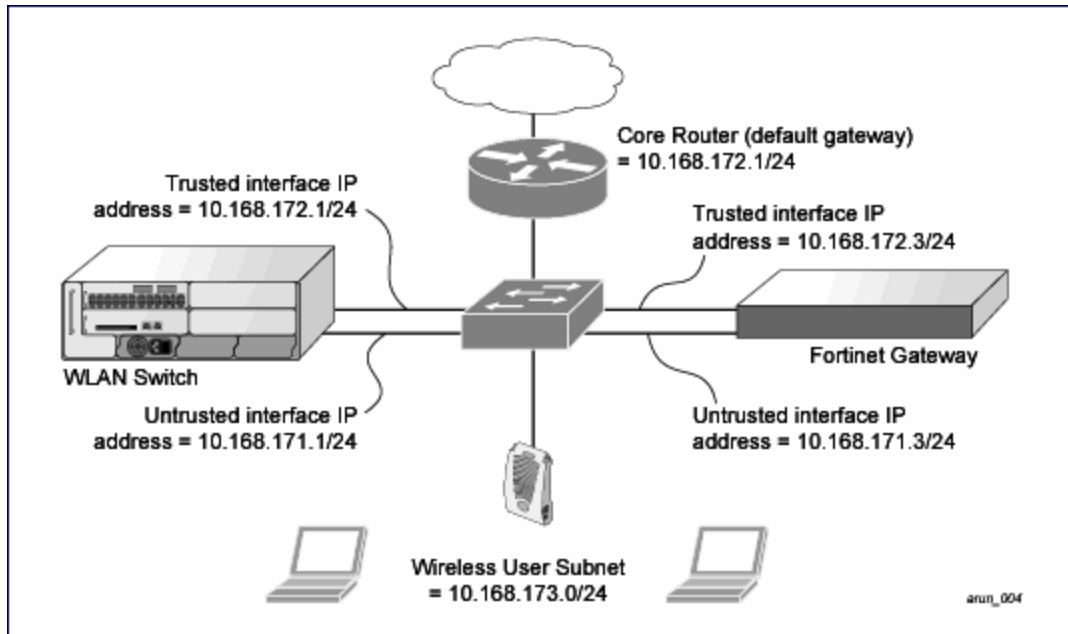 Core Router (default gateway)
= 10.168.172.1/24
Trusted interface IP
address = 10.168.172.1/24
Trusted interface IP
address = 10.168.172.3/24
WLAN Switch
Fortinet Gateway
Untrusted interface IP
address = 10.168.171.1/24
Untrusted interface IP
address = 10.168.171.3/24
Wireless User Subnet
= 10.168.173.0/24
arun_004